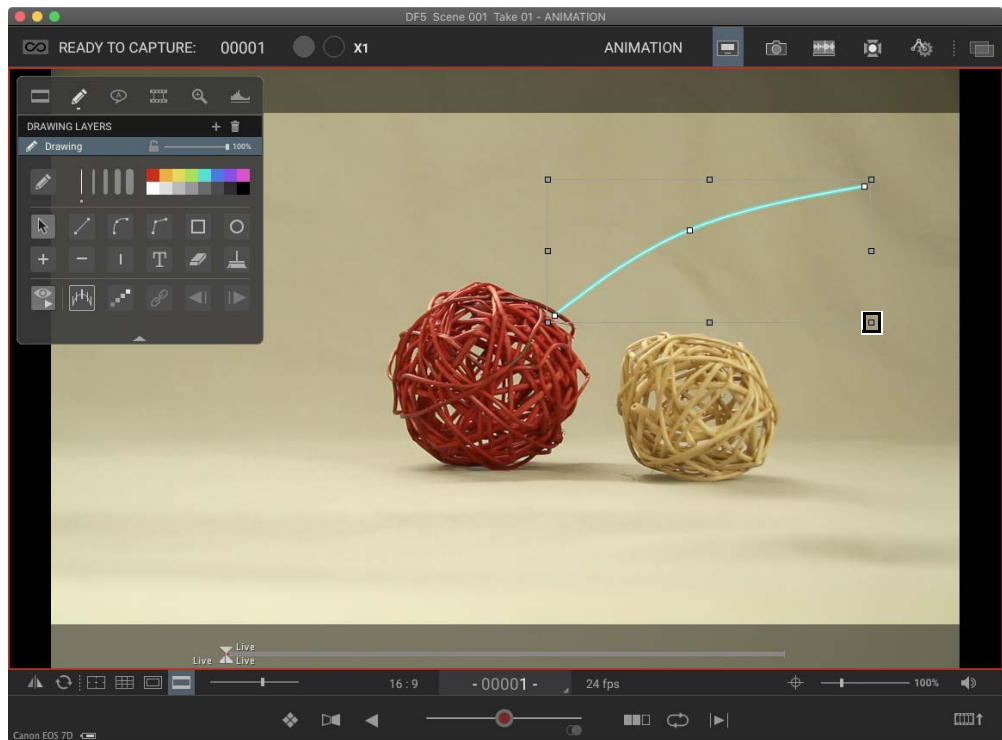 DF5 Scene 001 Take 01 - ANIMATION
READY TO CAPTURE: 00001 X1 ANIMATION
DRAWING LAYERS
Drawing 100%
T
Live
Live Live
16:9 - 00001 - 24 fps 100%
Canon EOS 7D